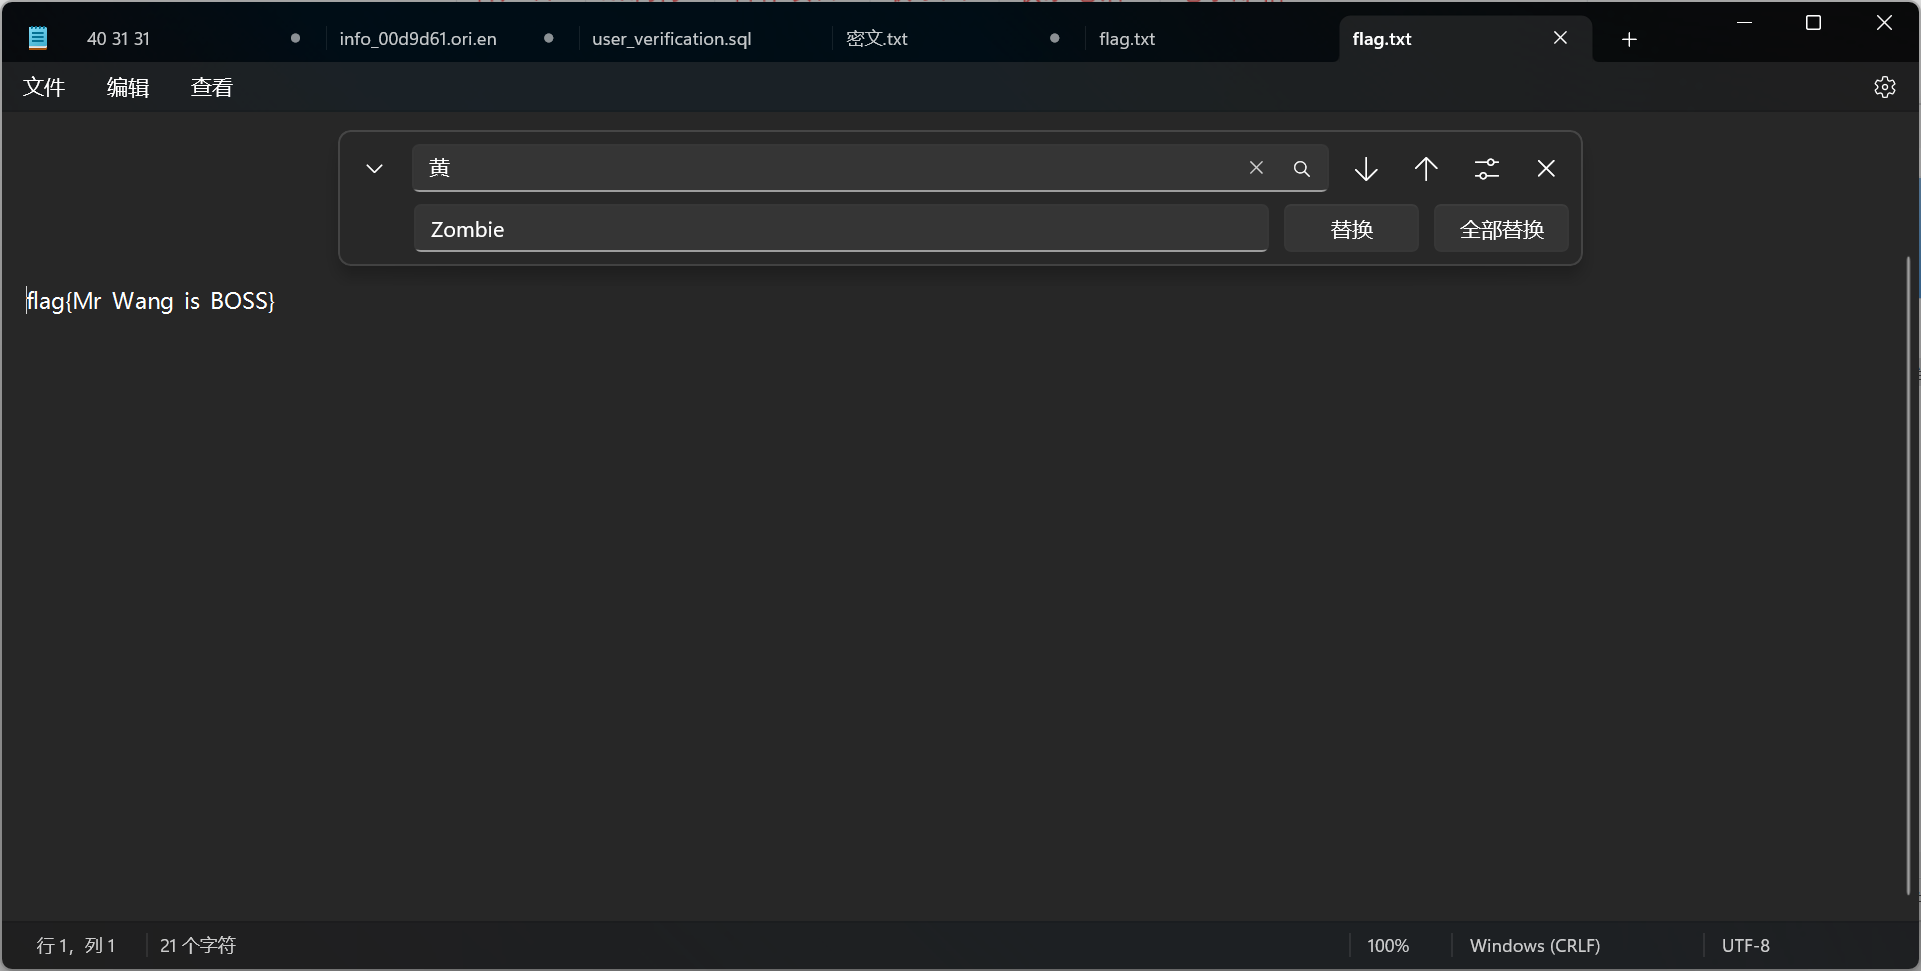 40 31 31
info_00d9d61.ori.en
user_verification.sql
密文.txt
flag.txt
flag.txt
文件 编辑 查看
黄
Zombie 替换 全部替换
flag{Mr Wang is BOSS}
行 1，列 1 21 个字符 100% Windows (CRLF) UTF-8